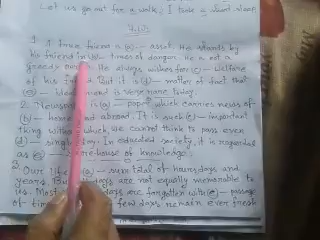 Let us go out for a walk. I took a short sleep.
1. A true friend is (a) — asset. He stands by
his friend in times of danger. He is not a
greedy
He always wishes for (c) — welfare
of his friend. But it is (d) — matter of fact that
friend is very rare today.
2. Newspaper is (a) — paper which carries news of
(b) — home and abroad. It is such (c) — important
thing without which we cannot think to pass even
(d) — single day. In educated society, it is regarded
as (e) — store-house of knowledge.
3. Our life is (a) — sum total of hours, days and
years. But all days are not equally memorable to
us. Most of days are forgotten with (e) — passage
of time. few days remain ever fresh